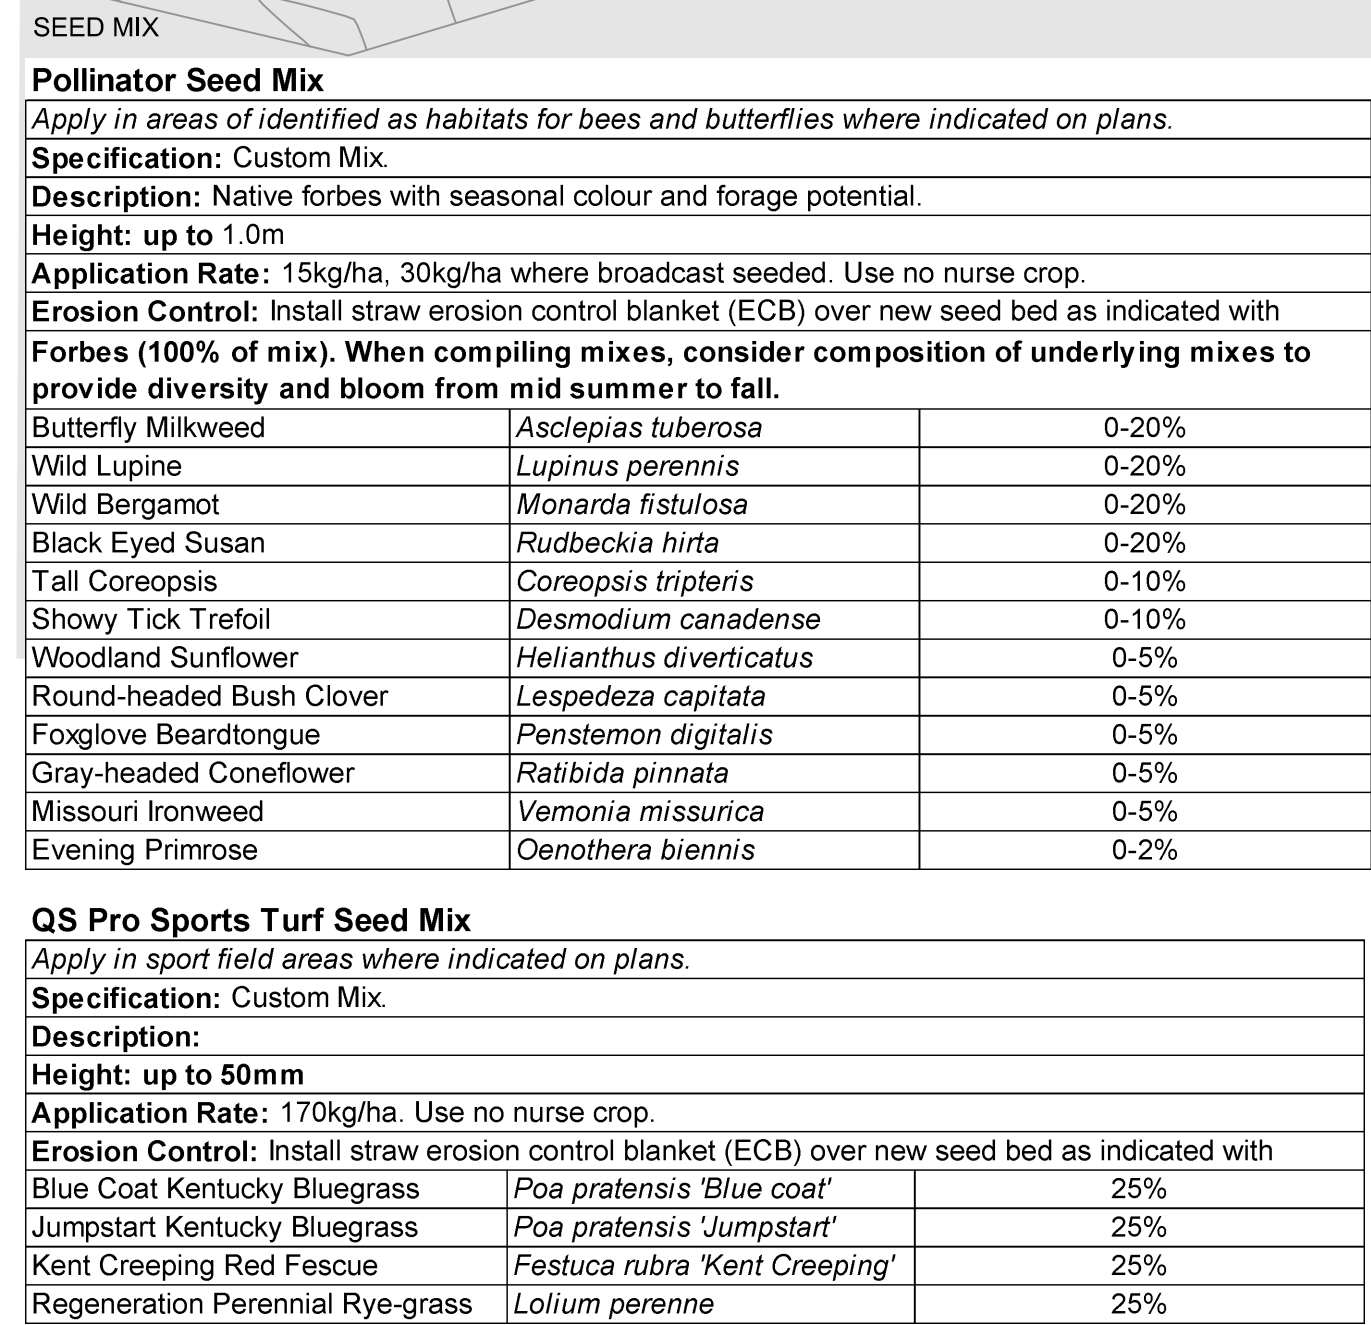 SEED MIX
Pollinator Seed Mix
Apply in areas of identified as habitats for bees and butterflies where indicated on plans.
Specification: Custom Mix.
Description: Native forbes with seasonal colour and forage potential.
Height: up to 1.0m
Application Rate: 15kg/ha, 30kg/ha where broadcast seeded. Use no nurse crop.
Erosion Control: Install straw erosion control blanket (ECB) over new seed bed as indicated with
Forbes (100% of mix). When compiling mixes, consider composition of underlying mixes to
provide diversity and bloom from mid summer to fall.
Butterfly Milkweed Asclepias tuberosa 0-20%
Wild Lupine Lupinus perennis 0-20%
Wild Bergamot Monarda fistulosa 0-20%
Black Eyed Susan Rudbeckia hirta 0-20%
Tall Coreopsis Coreopsis tripteris 0-10%
Showy Tick Trefoil Desmodium canadense 0-10%
Woodland Sunflower Helianthus diverticatus 0-5%
Round-headed Bush Clover Lespedeza capitata 0-5%
Foxglove Beardtongue Penstemon digitalis 0-5%
Gray-headed Coneflower Ratibida pinnata 0-5%
Missouri Ironweed Vemonia missurica 0-5%
Evening Primrose Oenothera biennis 0-2%
QS Pro Sports Turf Seed Mix
Apply in sport field areas where indicated on plans.
Specification: Custom Mix.
Description:
Height: up to 50mm
Application Rate: 170kg/ha. Use no nurse crop.
Erosion Control: Install straw erosion control blanket (ECB) over new seed bed as indicated with
Blue Coat Kentucky Bluegrass Poa pratensis 'Blue coat' 25%
Jumpstart Kentucky Bluegrass Poa pratensis 'Jumpstart' 25%
Kent Creeping Red Fescue Festuca rubra 'Kent Creeping' 25%
Regeneration Perennial Rye-grass Lolium perenne 25%